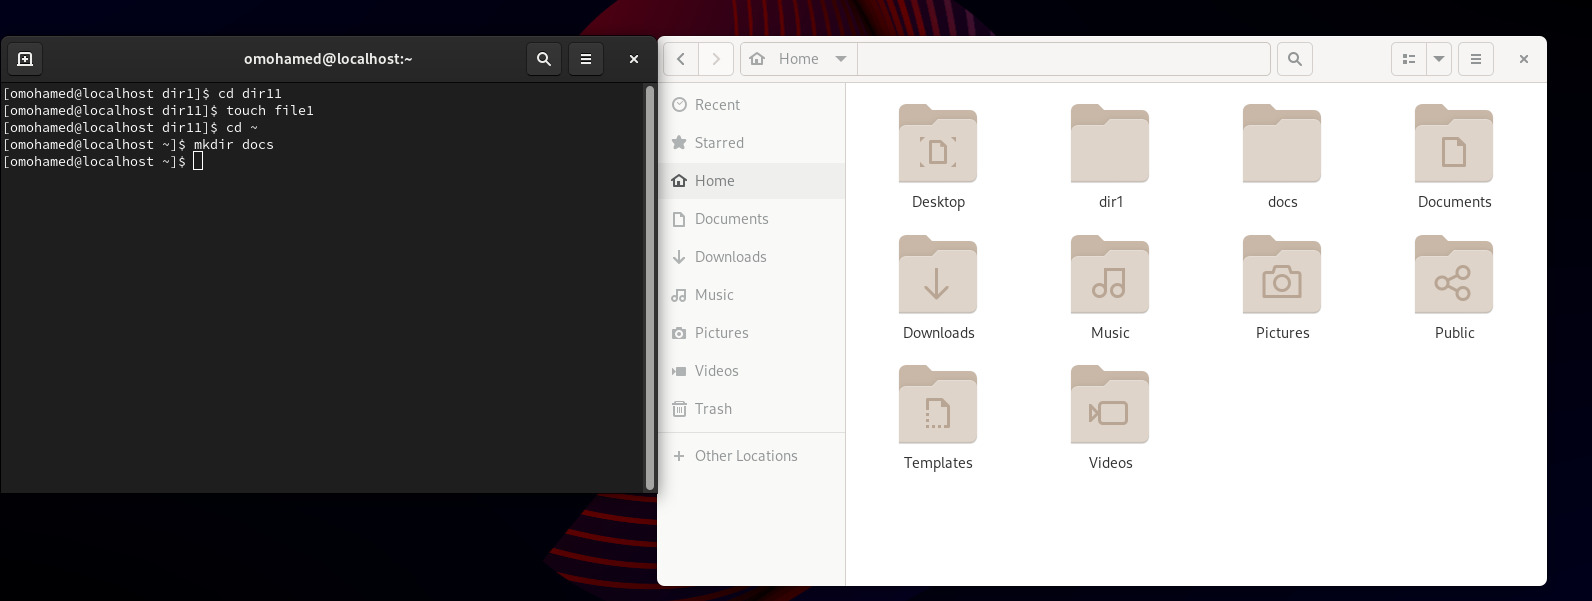 omohamed@localhost:~
[omohamed@localhost dir1]$ cd dir11
[omohamed@localhost dir11]$ touch file1
[omohamed@localhost dir11]$ cd ~
[omohamed@localhost ~]$ mkdir docs
[omohamed@localhost ~]$
Home
Recent
Starred
Home
Documents
Downloads
Music
Pictures
Videos
Trash
Other Locations
Desktop
dir1
docs
Documents
Downloads
Music
Pictures
Public
Templates
Videos